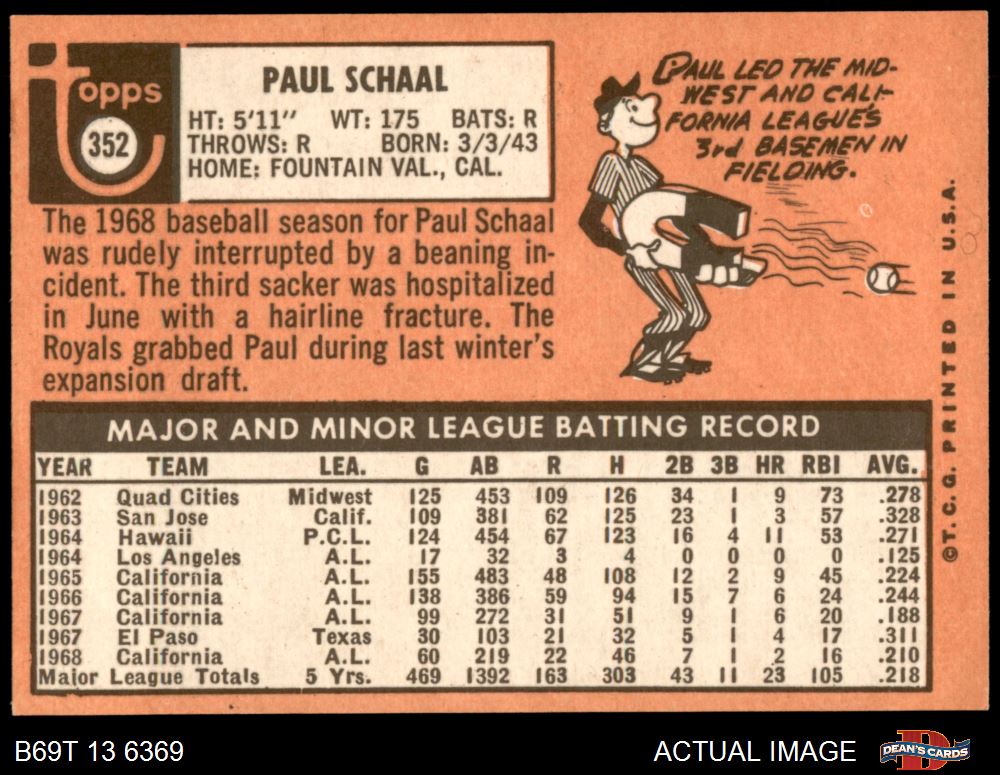 Topps
352
PAUL SCHAAL
HT: 5'11" WT: 175 BATS: R
THROWS: R BORN: 3/3/43
HOME: FOUNTAIN VAL., CAL.
The 1968 baseball season for Paul Schaal
was rudely interrupted by a beaning in-
cident. The third sacker was hospitalized
in June with a hairline fracture. The
Royals grabbed Paul during last winter's
expansion draft.
PAUL LED THE MID-
WEST AND CALI-
FORNIA LEAGUE'S
3rd BASEMEN IN
FIELDING.
©T.C.G. PRINTED IN U.S.A.
MAJOR AND MINOR LEAGUE BATTING RECORD
YEAR TEAM LEA. G AB R H 2B 3B HR RBI AVG.
1962 Quad Cities Midwest 125 453 109 126 34 1 9 73 .278
1963 San Jose Calif. 109 381 62 125 23 1 3 57 .328
1964 Hawaii P.C.L. 124 454 67 123 16 4 11 53 .271
1964 Los Angeles A.L. 17 32 3 4 0 0 0 0 .125
1965 California A.L. 155 483 48 108 12 2 9 45 .224
1966 California A.L. 138 386 59 94 15 7 6 24 .244
1967 California A.L. 99 272 31 51 9 1 6 20 .188
1967 El Paso Texas 30 103 21 32 5 1 4 17 .311
1968 California A.L. 60 219 22 46 7 1 2 16 .210
Major League Totals 5 Yrs. 469 1392 163 303 43 11 23 105 .218
B69T 13 6369
ACTUAL IMAGE
DEAN'S CARDS